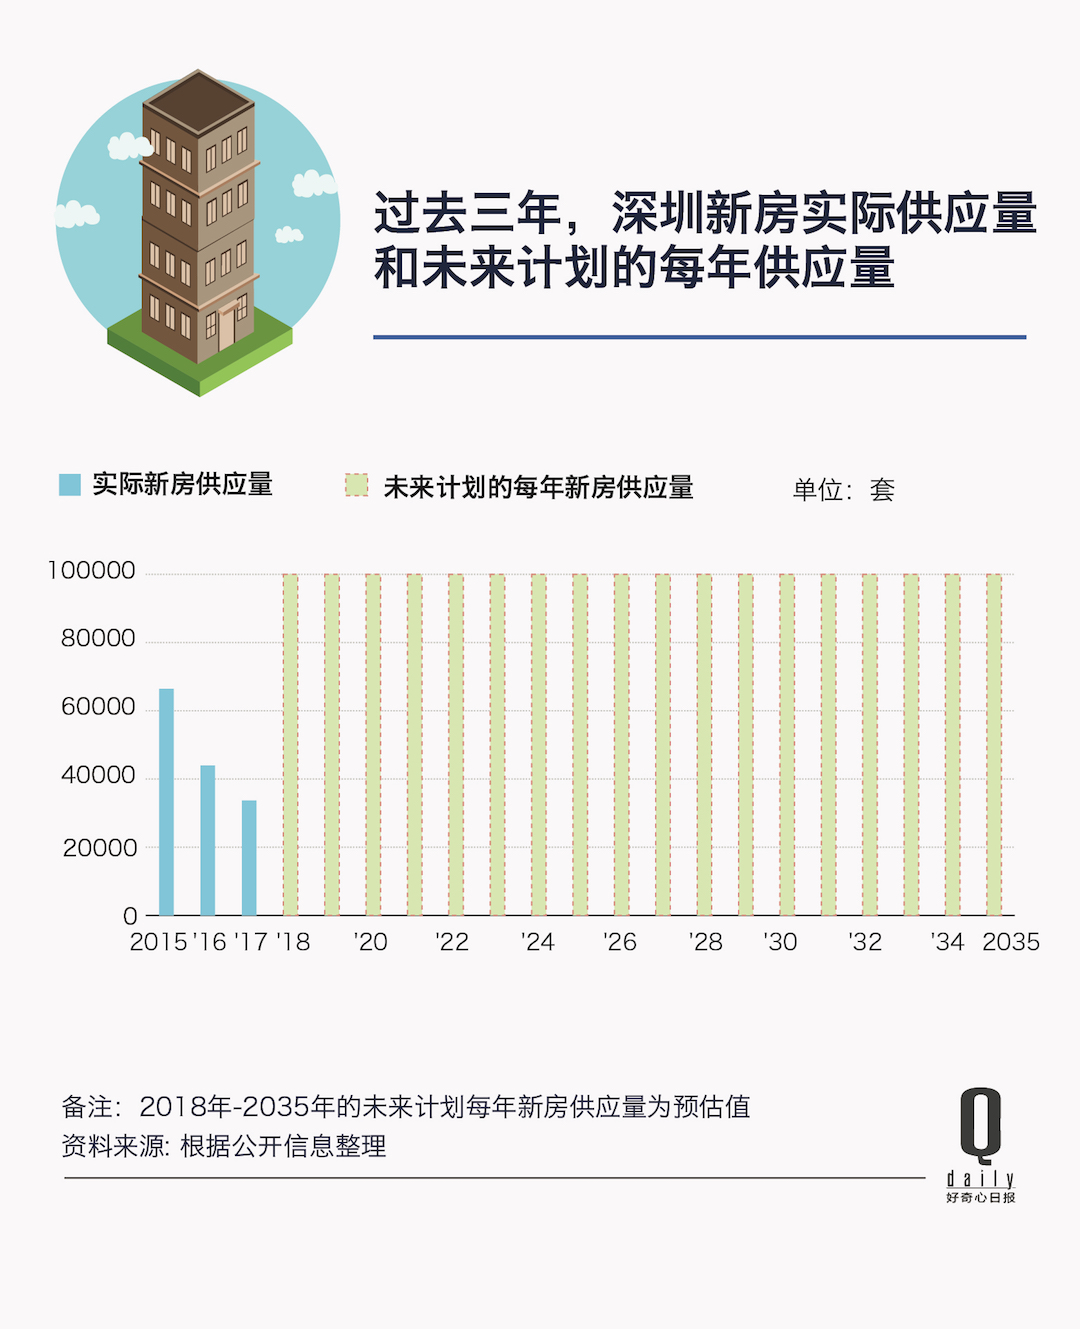 过去三年，深圳新房实际供应量
和未来计划的每年供应量
实际新房供应量
未来计划的每年新房供应量
单位：套
100000
80000
60000
40000
20000
0
2015 '16 '17 '18 '20 '22 '24 '26 '28 '30 '32 '34 2035
备注：2018年-2035年的未来计划每年新房供应量为预估值
资料来源: 根据公开信息整理
Q
daily
好奇心日报